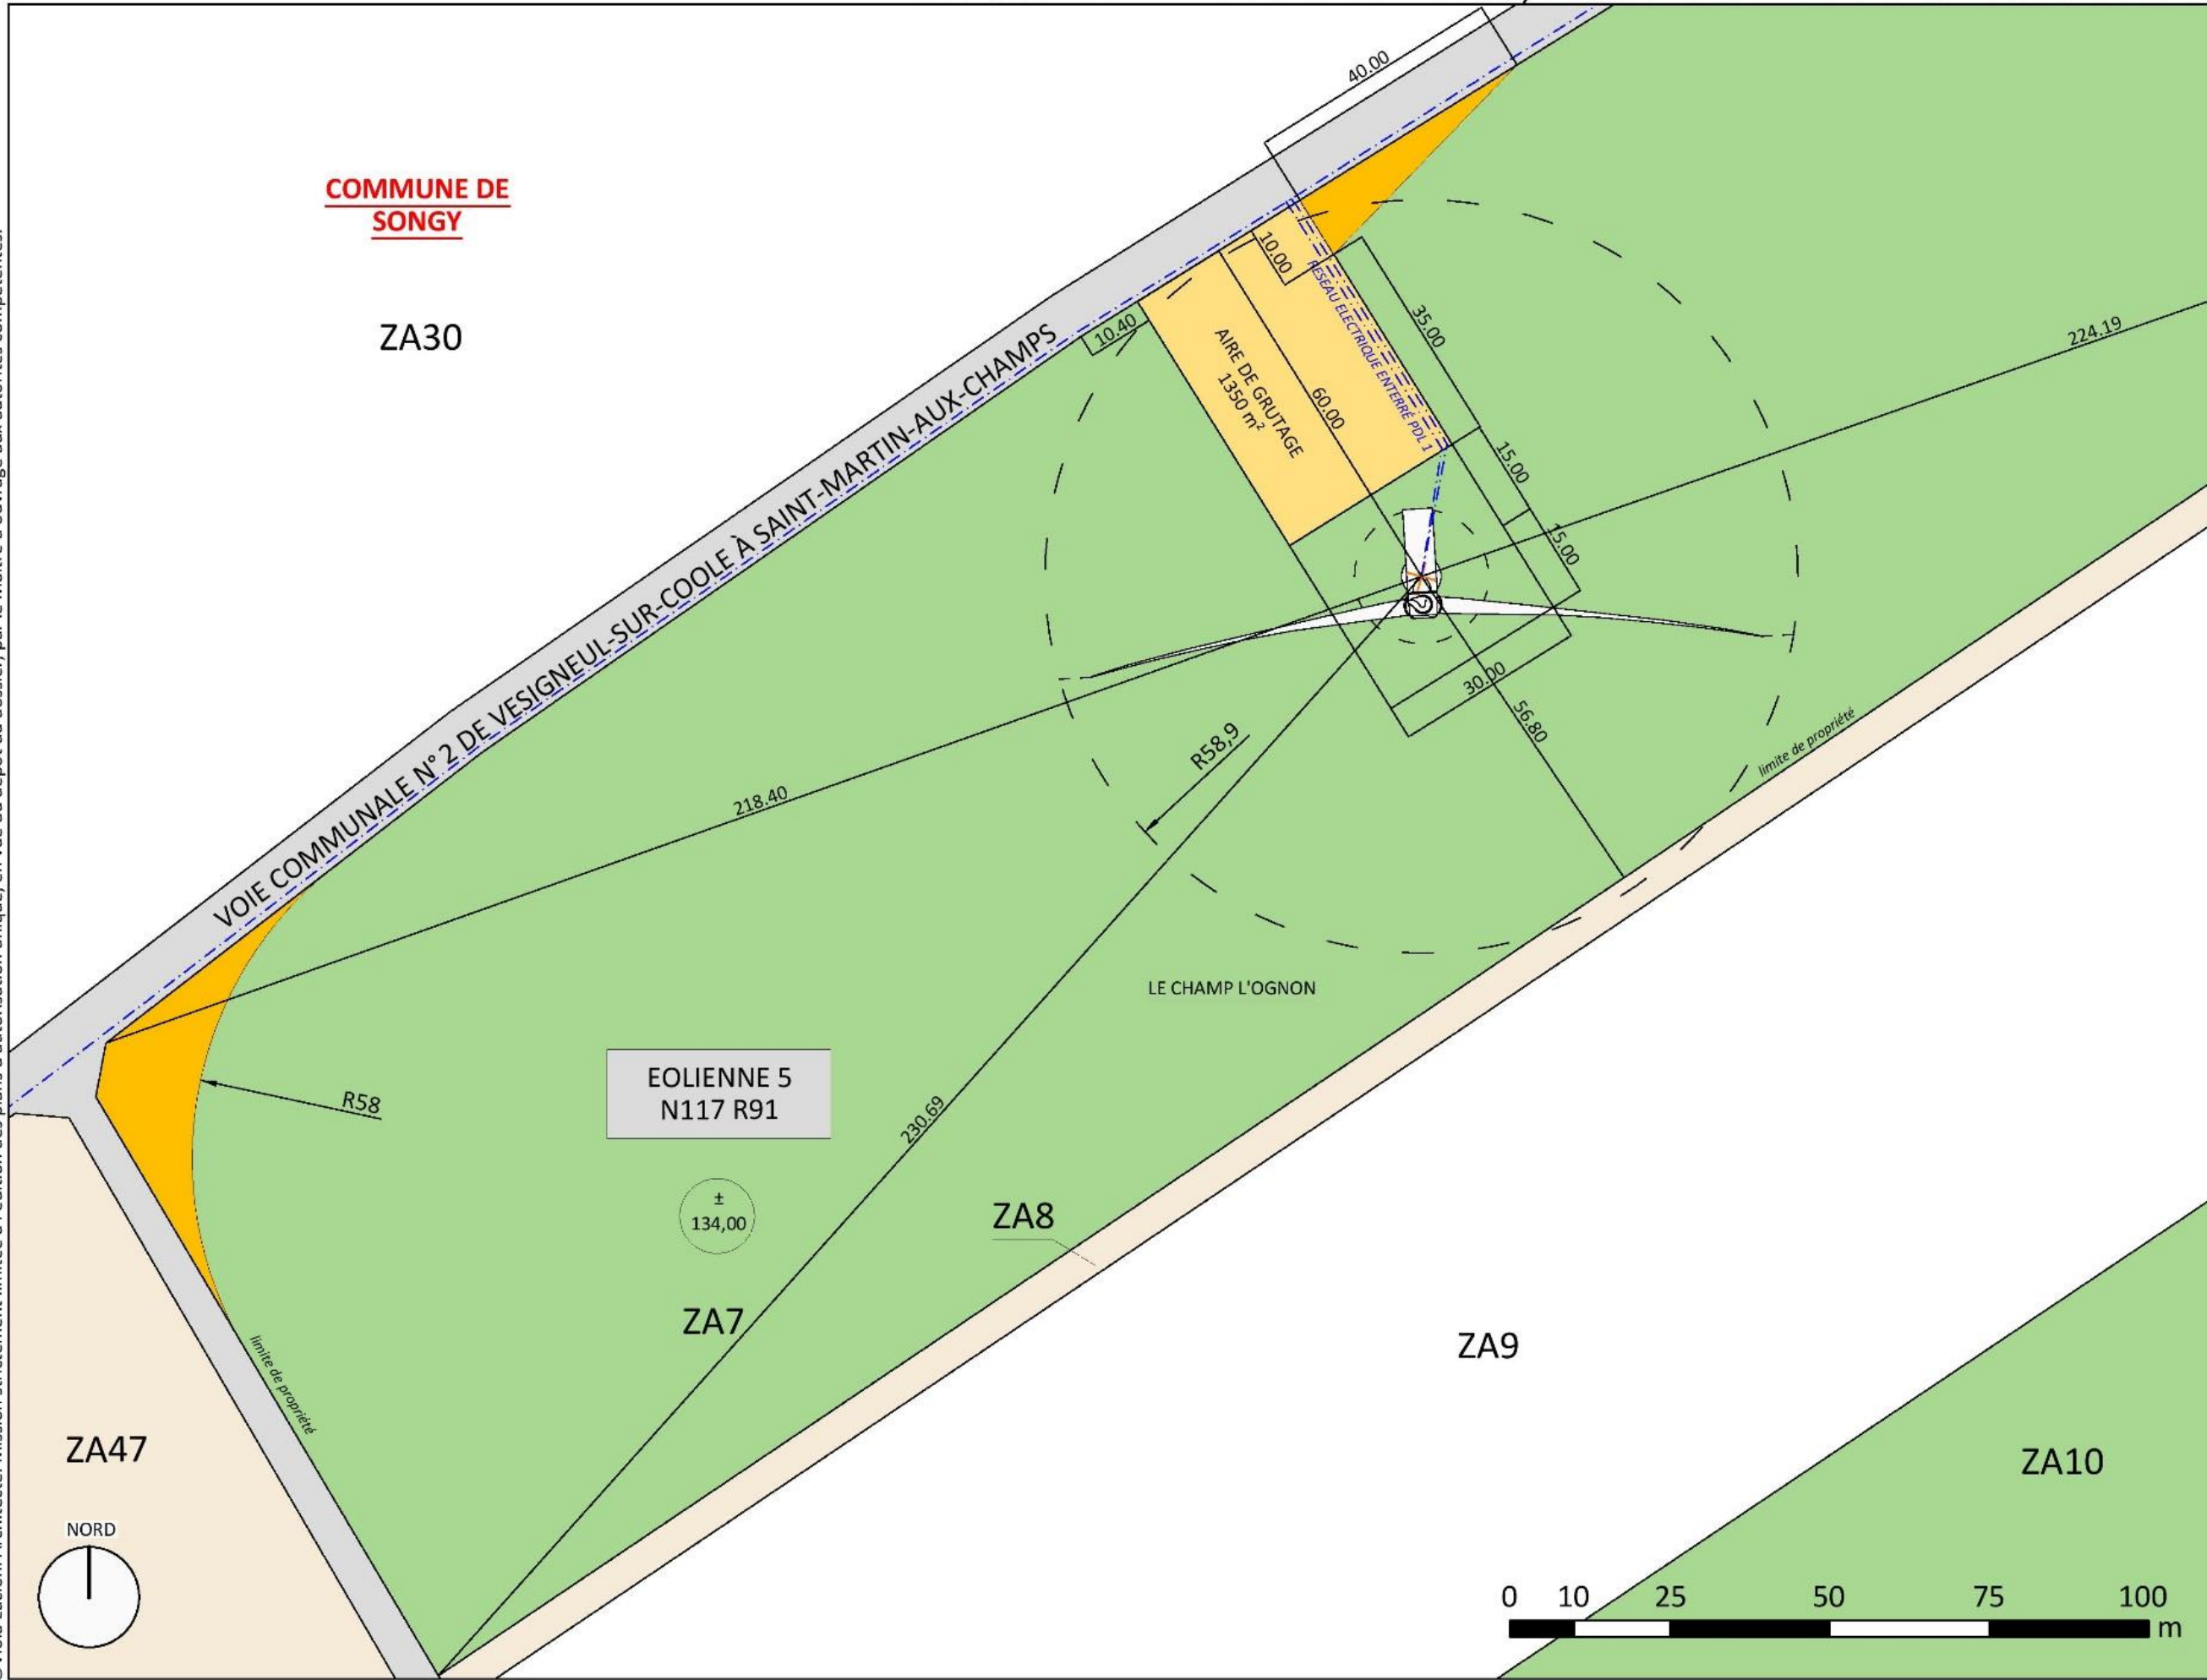 40.00
COMMUNE DE
SONGY
ZA30
10.00
RESEAU ELECTRIQUE ENTERRÉ PDL1
35.00
10.40
AIRE DE GRUTAGE
1350 m²
60.00
224.19
15.00
15.00
VOIE COMMUNALE N° 2 DE VESIGNEUL-SUR-COOLE À SAINT-MARTIN-AUX-CHAMPS
30.00
56.80
R58,9
limite de propriété
218.40
LE CHAMP L'OGNON
EOLIENNE 5
N117 R91
R58
230.69
±
134,00
ZA8
ZA7
ZA9
limite de propriété
ZA47
ZA10
NORD
0 10 25 50 75 100
m